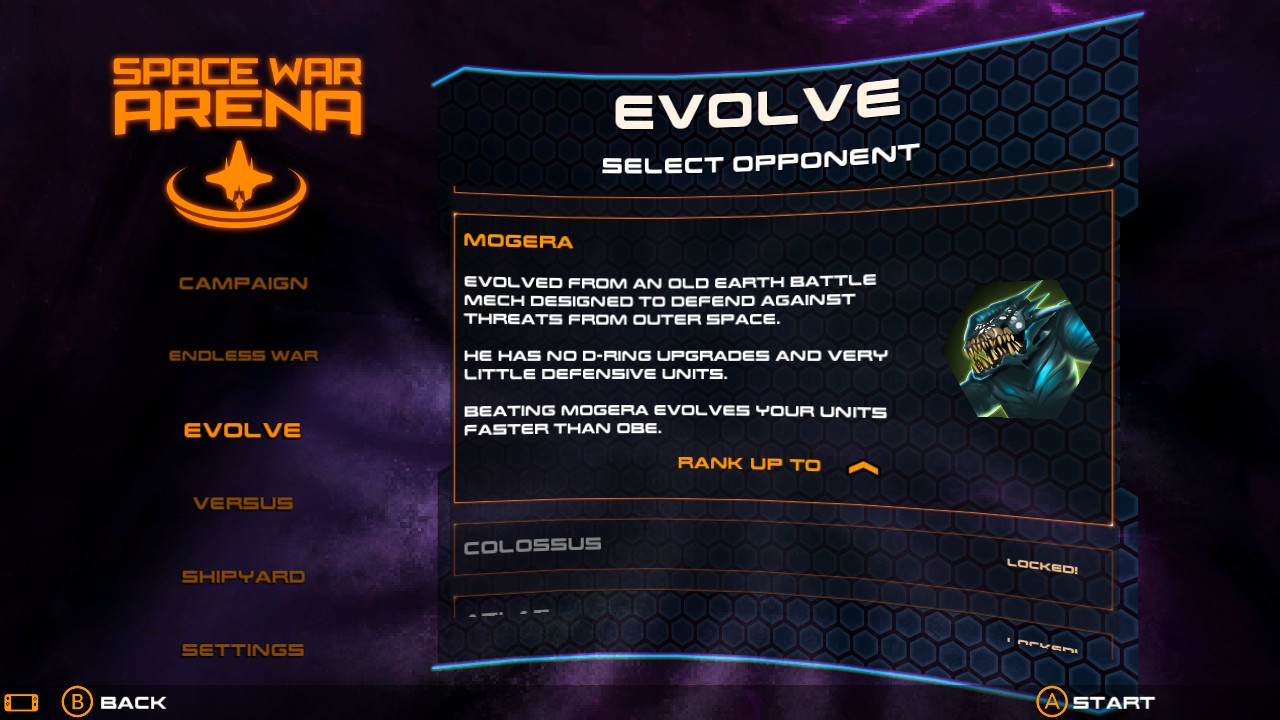 SPACE WAR
ARENA
CAMPAIGN
ENDLESS WAR
EVOLVE
VERSUS
SHIPYARD
SETTINGS
EVOLVE
SELECT OPPONENT
MOGERA
EVOLVED FROM AN OLD EARTH BATTLE
MECH DESIGNED TO DEFEND AGAINST
THREATS FROM OUTER SPACE.
HE HAS NO D-RING UPGRADES AND VERY
LITTLE DEFENSIVE UNITS.
BEATING MOGERA EVOLVES YOUR UNITS
FASTER THAN OBE.
RANK UP TO
COLOSSUS
LOCKED!
B BACK
A START